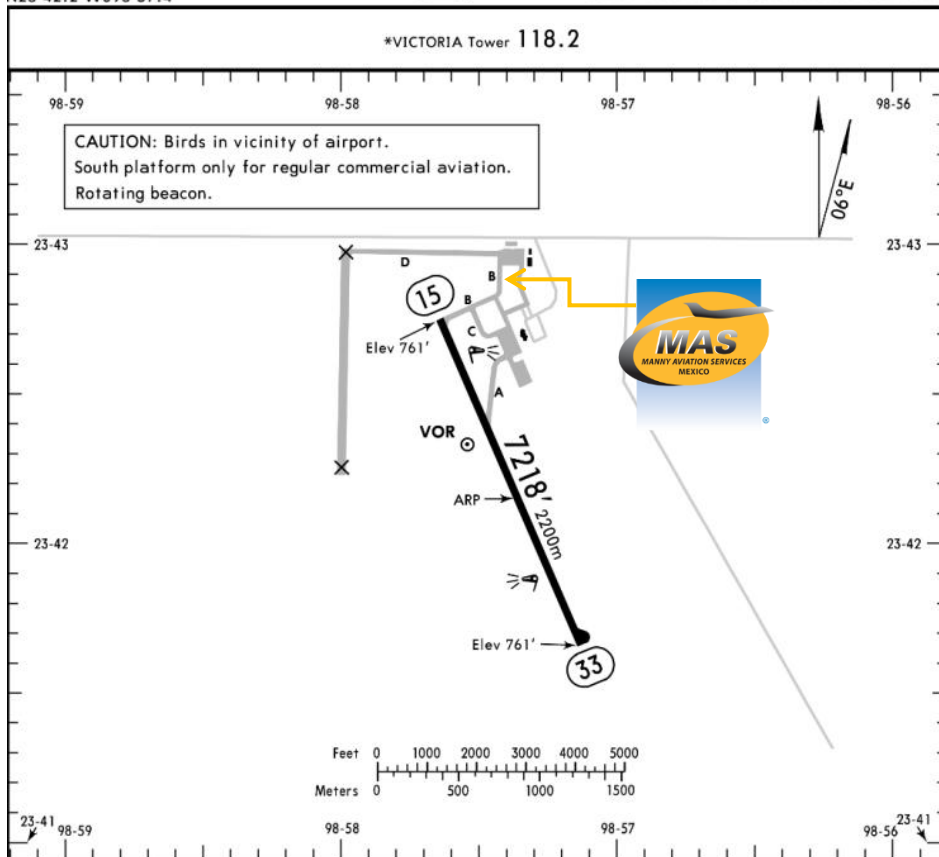 *VICTORIA Tower 118.2
98-59 98-58 98-57 98-56
CAUTION: Birds in vicinity of airport.
South platform only for regular commercial aviation.
Rotating beacon.
06°E
23-43 23-43
D
B
15
B
Elev 761'
C
MAS
MANNY AVIATION SERVICES
MEXICO
®
A
VOR
7218'
2200m
ARP
23-42 23-42
Elev 761'
33
Feet 0 1000 2000 3000 4000 5000
Meters 0 500 1000 1500
23-41 23-41
98-59 98-58 98-57 98-56